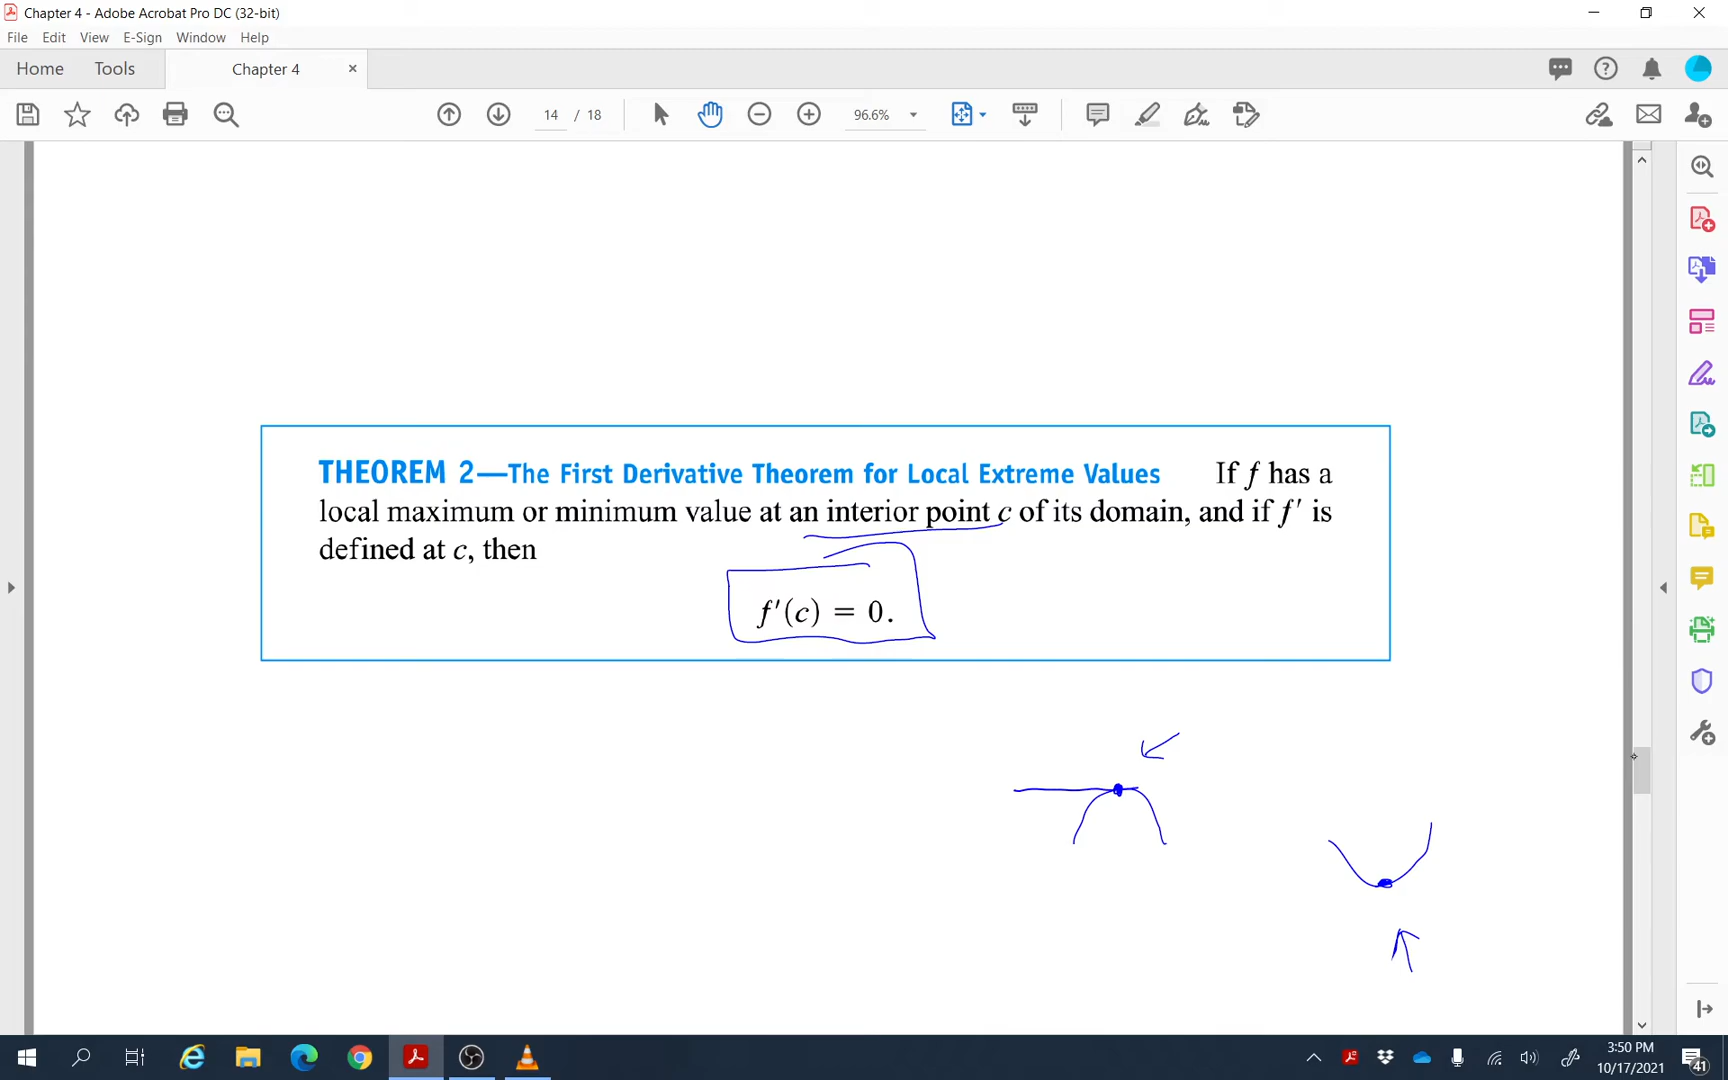 Chapter 4 - Adobe Acrobat Pro DC (32-bit)
File Edit View E-Sign Window Help
Home Tools Chapter 4
14 / 18 96.6%
THEOREM 2—The First Derivative Theorem for Local Extreme Values If f has a
local maximum or minimum value at an interior point c of its domain, and if f′ is
defined at c, then
f′(c) = 0.
3:50 PM
10/17/2021
41